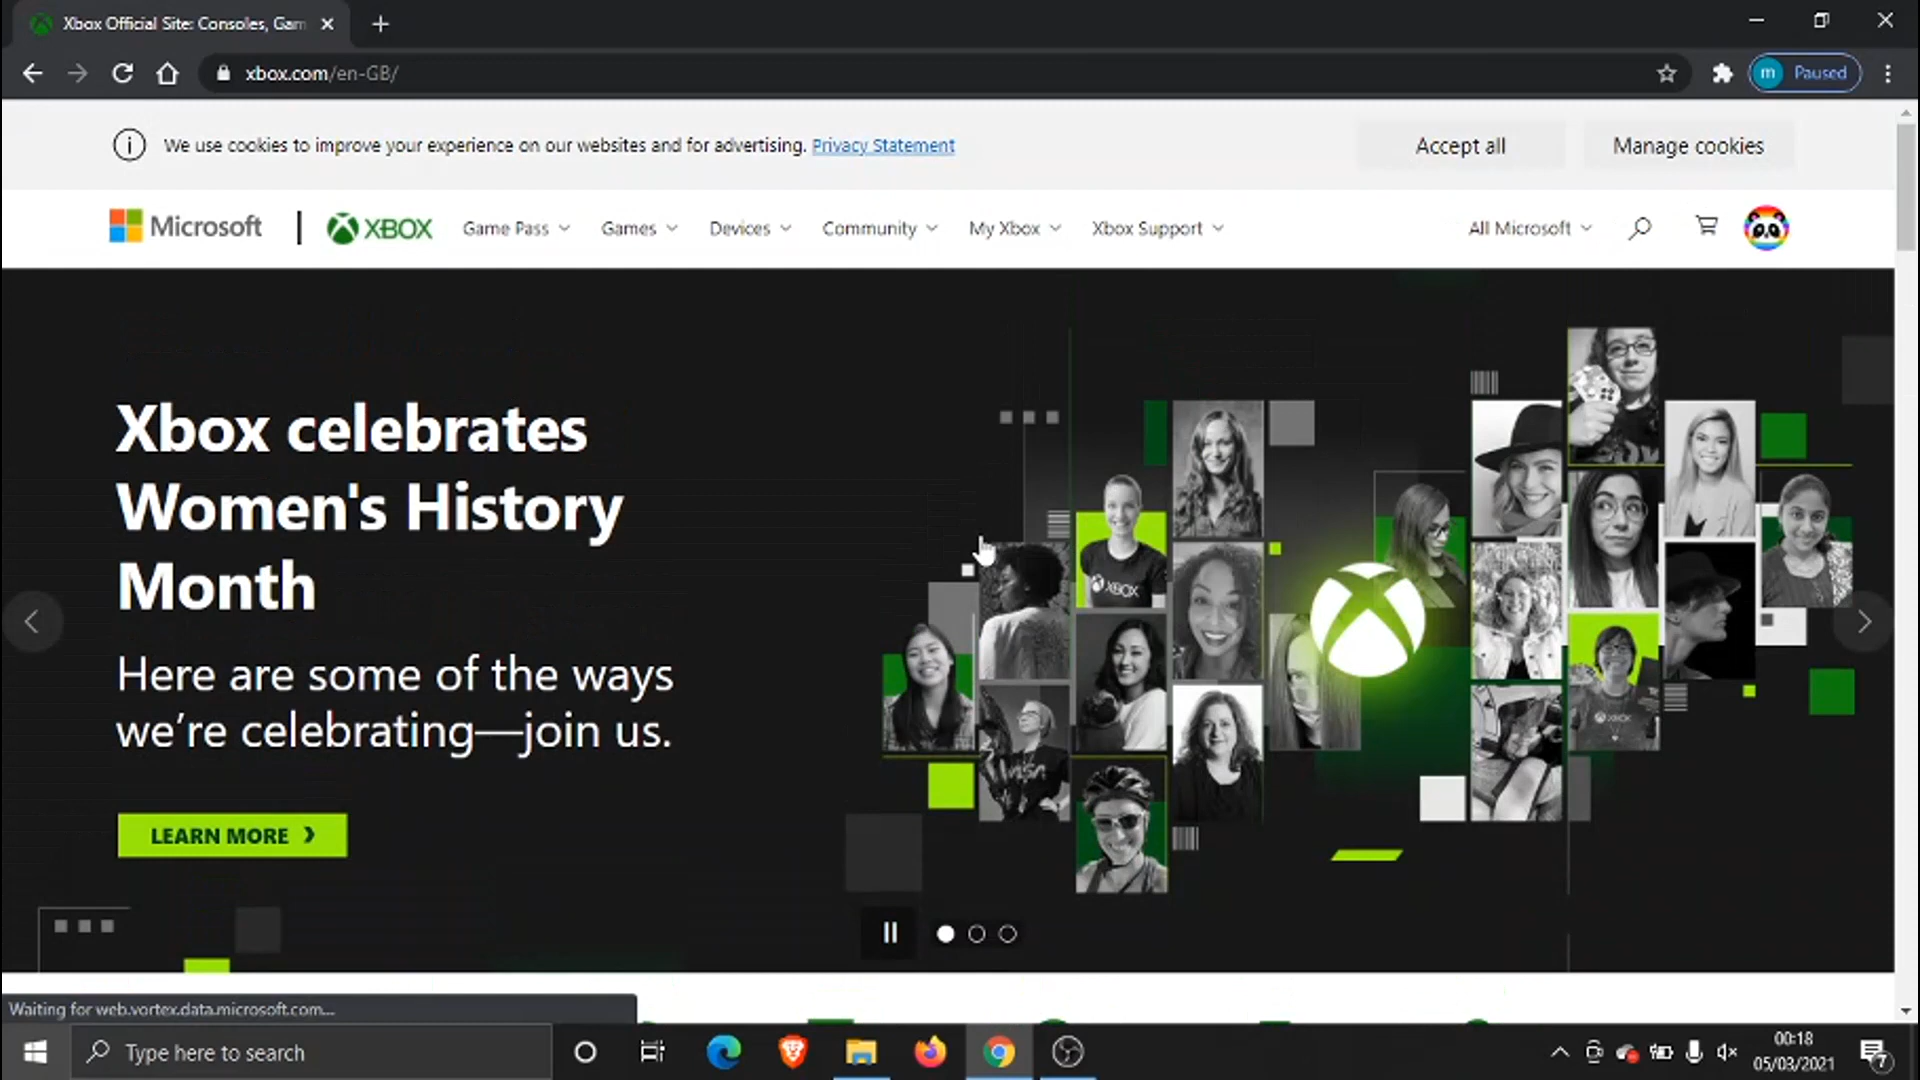 Xbox Official Site: Consoles, Gam
xbox.com/en-GB/
m Paused
We use cookies to improve your experience on our websites and for advertising. Privacy Statement
Accept all
Manage cookies
Microsoft
XBOX
Game Pass
Games
Devices
Community
My Xbox
Xbox Support
All Microsoft
Xbox celebrates
Women's History
Month
Here are some of the ways
we’re celebrating—join us.
LEARN MORE
XBOX
XBOX
Waiting for web.vortex.data.microsoft.com...
Type here to search
00:18
05/03/2021
7